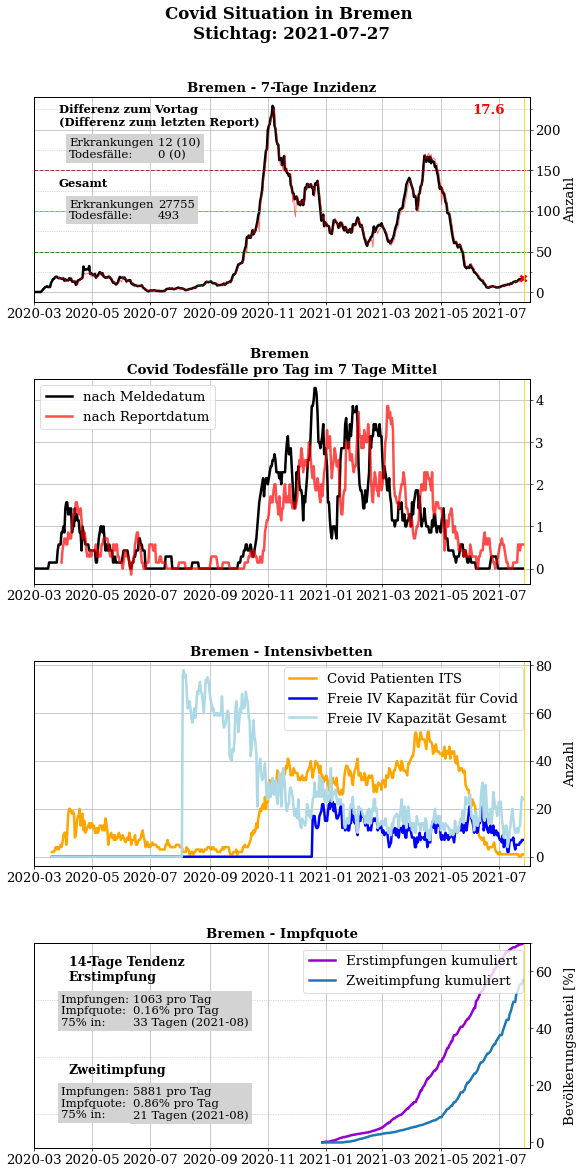 Covid Situation in Bremen
Stichtag: 2021-07-27
Bremen - 7-Tage Inzidenz
Differenz zum Vortag
(Differenz zum letzten Report)
Erkrankungen 12 (10)
Todesfälle: 0 (0)
Gesamt
Erkrankungen 27755
Todesfälle: 493
17.6
200
150
100
50
0
Anzahl
2020-03 2020-05 2020-07 2020-09 2020-11 2021-01 2021-03 2021-05 2021-07
Bremen
Covid Todesfälle pro Tag im 7 Tage Mittel
nach Meldedatum
nach Reportdatum
4
3
2
1
0
2020-03 2020-05 2020-07 2020-09 2020-11 2021-01 2021-03 2021-05 2021-07
Bremen - Intensivbetten
Covid Patienten ITS
Freie IV Kapazität für Covid
Freie IV Kapazität Gesamt
80
60
40
20
0
Anzahl
2020-03 2020-05 2020-07 2020-09 2020-11 2021-01 2021-03 2021-05 2021-07
Bremen - Impfquote
14-Tage Tendenz
Erstimpfung
Impfungen: 1063 pro Tag
Impfquote: 0.16% pro Tag
75% in: 33 Tagen (2021-08)
Zweitimpfung
Impfungen: 5881 pro Tag
Impfquote: 0.86% pro Tag
75% in: 21 Tagen (2021-08)
Erstimpfungen kumuliert
Zweitimpfung kumuliert
60
40
20
0
Bevölkerungsanteil [%]
2020-03 2020-05 2020-07 2020-09 2020-11 2021-01 2021-03 2021-05 2021-07